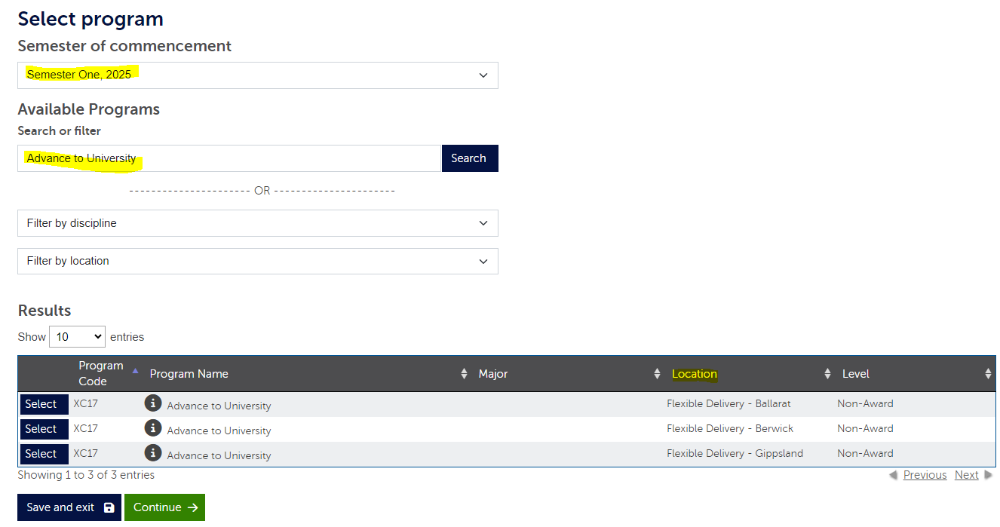 Select program
Semester of commencement
Semester One, 2025
Available Programs
Search or filter
Advance to University
Search
---------------------- OR ----------------------
Filter by discipline
Filter by location
Results
Show 10 entries
Program Code Program Name Major Location Level
Select XC17 Advance to University Flexible Delivery - Ballarat Non-Award
Select XC17 Advance to University Flexible Delivery - Berwick Non-Award
Select XC17 Advance to University Flexible Delivery - Gippsland Non-Award
Showing 1 to 3 of 3 entries
Previous Next
Save and exit Continue